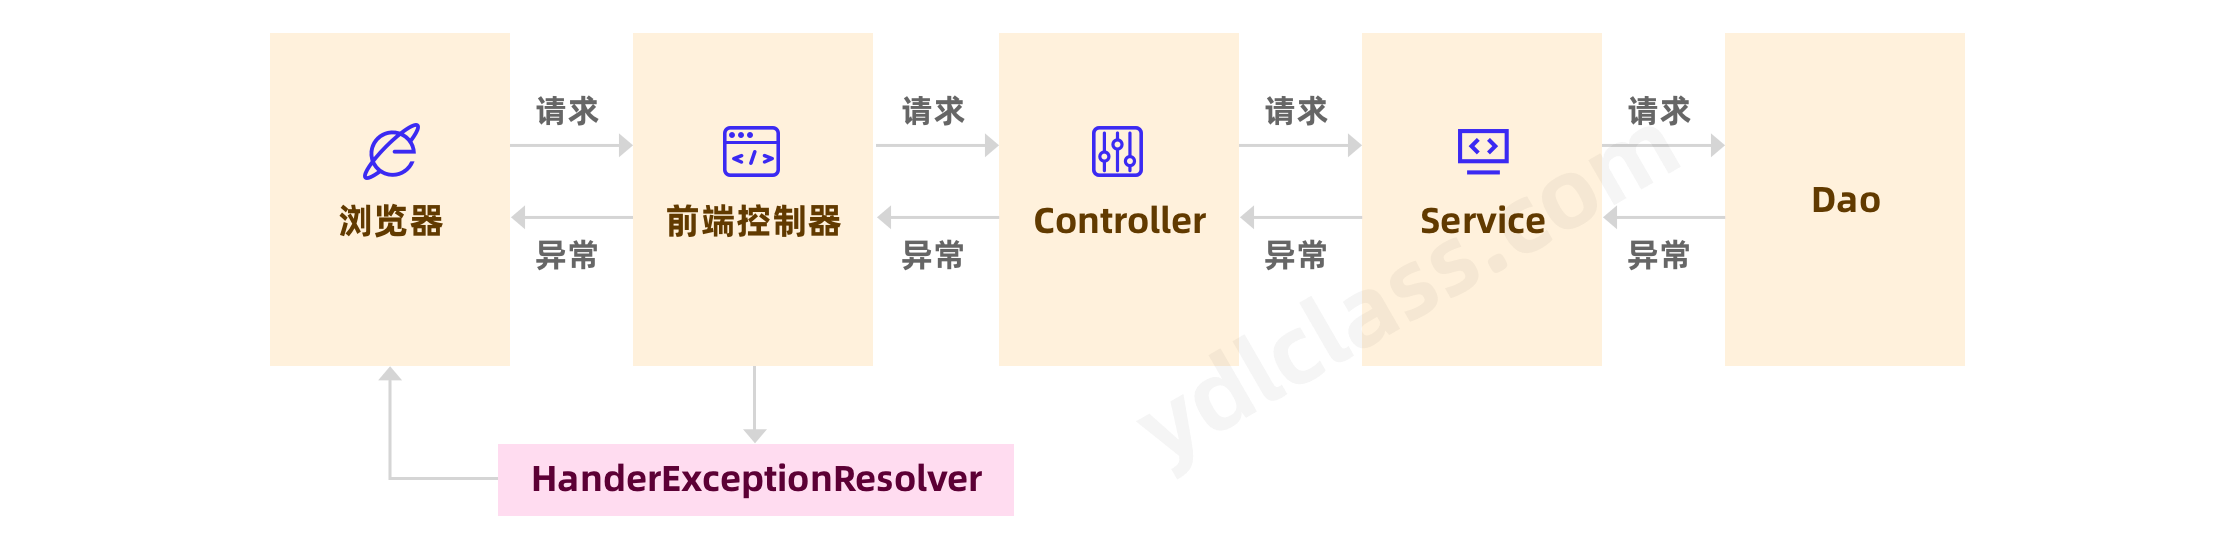 请求
请求
请求
请求
浏览器
前端控制器
Controller
Service
Dao
异常
异常
异常
异常
HanderExceptionResolver
ydlclass.com